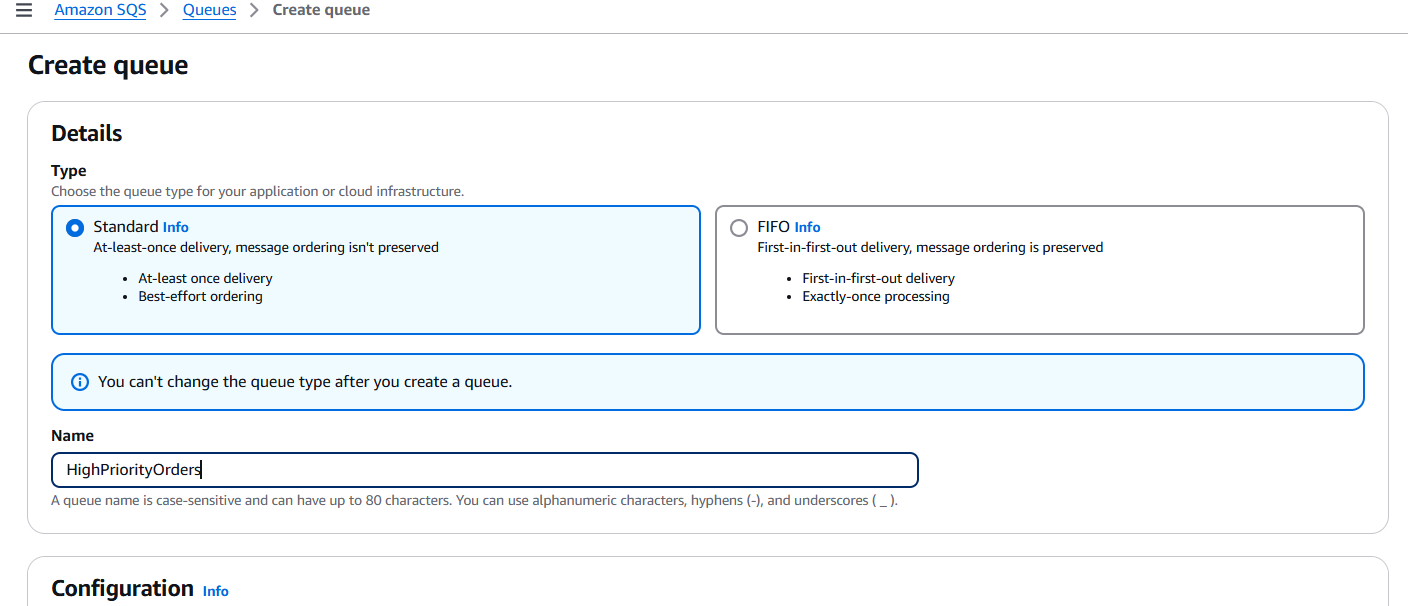 Amazon SQS > Queues > Create queue
Create queue
Details
Type
Choose the queue type for your application or cloud infrastructure.
Standard Info
At-least-once delivery, message ordering isn't preserved
• At-least once delivery
• Best-effort ordering
FIFO Info
First-in-first-out delivery, message ordering is preserved
• First-in-first-out delivery
• Exactly-once processing
You can't change the queue type after you create a queue.
Name
HighPriorityOrders
A queue name is case-sensitive and can have up to 80 characters. You can use alphanumeric characters, hyphens (-), and underscores ( _ ).
Configuration Info